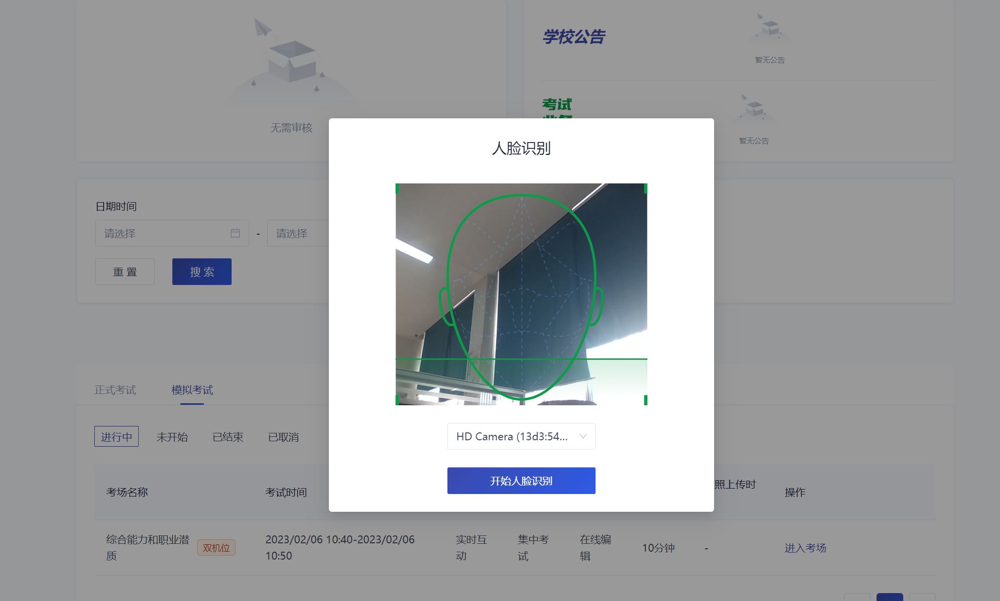 无需审核
学校公告
暂无公告
考试
业务
暂无公告
日期时间
请选择
-
请选择
重 置
搜 索
人脸识别
HD Camera (13d3:54...
开始人脸识别
正式考试
模拟考试
进行中
未开始
已结束
已取消
考场名称
考试时间
照上传时
操作
综合能力和职业潜
质
双机位
2023/02/06 10:40-2023/02/06
10:50
实时互
动
集中考
试
在线编
辑
10分钟
-
进入考场